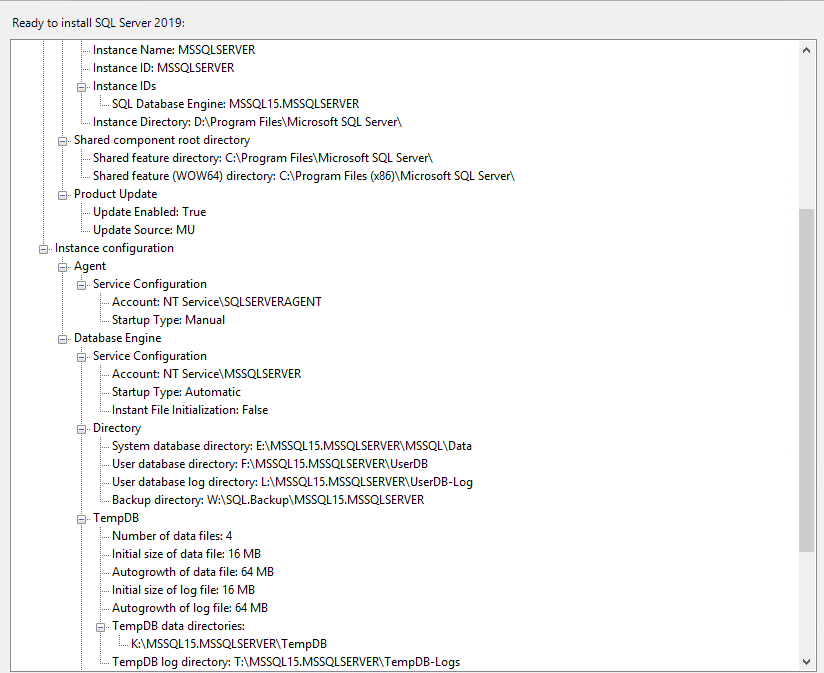 Ready to install SQL Server 2019:
Instance Name: MSSQLSERVER
Instance ID: MSSQLSERVER
Instance IDs
SQL Database Engine: MSSQL15.MSSQLSERVER
Instance Directory: D:\Program Files\Microsoft SQL Server\
Shared component root directory
Shared feature directory: C:\Program Files\Microsoft SQL Server\
Shared feature (WOW64) directory: C:\Program Files (x86)\Microsoft SQL Server\
Product Update
Update Enabled: True
Update Source: MU
Instance configuration
Agent
Service Configuration
Account: NT Service\SQLSERVERAGENT
Startup Type: Manual
Database Engine
Service Configuration
Account: NT Service\MSSQLSERVER
Startup Type: Automatic
Instant File Initialization: False
Directory
System database directory: E:\MSSQL15.MSSQLSERVER\MSSQL\Data
User database directory: F:\MSSQL15.MSSQLSERVER\UserDB
User database log directory: L:\MSSQL15.MSSQLSERVER\UserDB-Log
Backup directory: W:\SQL.Backup\MSSQL15.MSSQLSERVER
TempDB
Number of data files: 4
Initial size of data file: 16 MB
Autogrowth of data file: 64 MB
Initial size of log file: 16 MB
Autogrowth of log file: 64 MB
TempDB data directories:
K:\MSSQL15.MSSQLSERVER\TempDB
TempDB log directory: T:\MSSQL15.MSSQLSERVER\TempDB-Logs